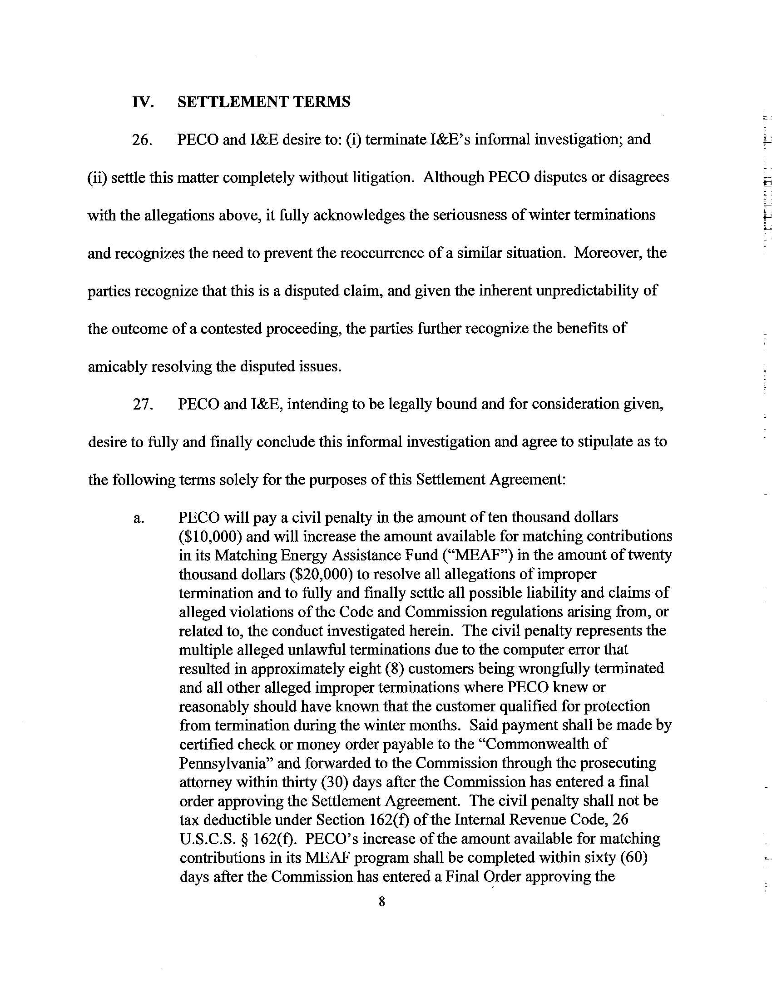 IV. SETTLEMENT TERMS
26. PECO and I&E desire to: (i) terminate I&E's informal investigation; and
(ii) settle this matter completely without litigation. Although PECO disputes or disagrees
with the allegations above, it fully acknowledges the seriousness of winter terminations
and recognizes the need to prevent the reoccurrence of a similar situation. Moreover, the
parties recognize that this is a disputed claim, and given the inherent unpredictability of
the outcome of a contested proceeding, the parties further recognize the benefits of
amicably resolving the disputed issues.
27. PECO and I&E, intending to be legally bound and for consideration given,
desire to fully and finally conclude this informal investigation and agree to stipulate as to
the following terms solely for the purposes of this Settlement Agreement:
a. PECO will pay a civil penalty in the amount of ten thousand dollars
($10,000) and will increase the amount available for matching contributions
in its Matching Energy Assistance Fund (“MEAF”) in the amount of twenty
thousand dollars ($20,000) to resolve all allegations of improper
termination and to fully and finally settle all possible liability and claims of
alleged violations of the Code and Commission regulations arising from, or
related to, the conduct investigated herein. The civil penalty represents the
multiple alleged unlawful terminations due to the computer error that
resulted in approximately eight (8) customers being wrongfully terminated
and all other alleged improper terminations where PECO knew or
reasonably should have known that the customer qualified for protection
from termination during the winter months. Said payment shall be made by
certified check or money order payable to the “Commonwealth of
Pennsylvania” and forwarded to the Commission through the prosecuting
attorney within thirty (30) days after the Commission has entered a final
order approving the Settlement Agreement. The civil penalty shall not be
tax deductible under Section 162(f) of the Internal Revenue Code, 26
U.S.C.S. § 162(f). PECO's increase of the amount available for matching
contributions in its MEAF program shall be completed within sixty (60)
days after the Commission has entered a Final Order approving the
8